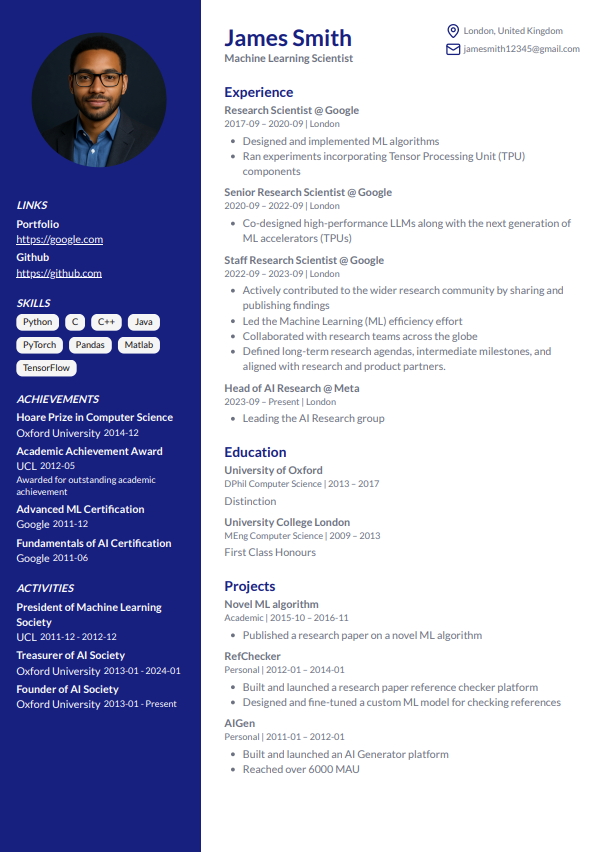 James Smith
Machine Learning Scientist
London, United Kingdom
jamesmith12345@gmail.com
LINKS
Portfolio
https://google.com
Github
https://github.com
SKILLS
Python C C++ Java
PyTorch Pandas Matlab
TensorFlow
ACHIEVEMENTS
Hoare Prize in Computer Science
Oxford University 2014-12
Academic Achievement Award
UCL 2012-05
Awarded for outstanding academic
achievement
Advanced ML Certification
Google 2011-12
Fundamentals of AI Certification
Google 2011-06
ACTIVITIES
President of Machine Learning
Society
UCL 2011-12 - 2012-12
Treasurer of AI Society
Oxford University 2013-01 - 2024-01
Founder of AI Society
Oxford University 2013-01 - Present
Experience
Research Scientist @ Google
2017-09 – 2020-09 | London
• Designed and implemented ML algorithms
• Ran experiments incorporating Tensor Processing Unit (TPU)
components
Senior Research Scientist @ Google
2020-09 – 2022-09 | London
• Co-designed high-performance LLMs along with the next generation of
ML accelerators (TPUs)
Staff Research Scientist @ Google
2022-09 – 2023-09 | London
• Actively contributed to the wider research community by sharing and
publishing findings
• Led the Machine Learning (ML) efficiency effort
• Collaborated with research teams across the globe
• Defined long-term research agendas, intermediate milestones, and
aligned with research and product partners.
Head of AI Research @ Meta
2023-09 – Present | London
• Leading the AI Research group
Education
University of Oxford
DPhil Computer Science | 2013 – 2017
Distinction
University College London
MEng Computer Science | 2009 – 2013
First Class Honours
Projects
Novel ML algorithm
Academic | 2015-10 – 2016-11
• Published a research paper on a novel ML algorithm
RefChecker
Personal | 2012-01 – 2014-01
• Built and launched a research paper reference checker platform
• Designed and fine-tuned a custom ML model for checking references
AIGen
Personal | 2011-01 – 2012-01
• Built and launched an AI Generator platform
• Reached over 6000 MAU